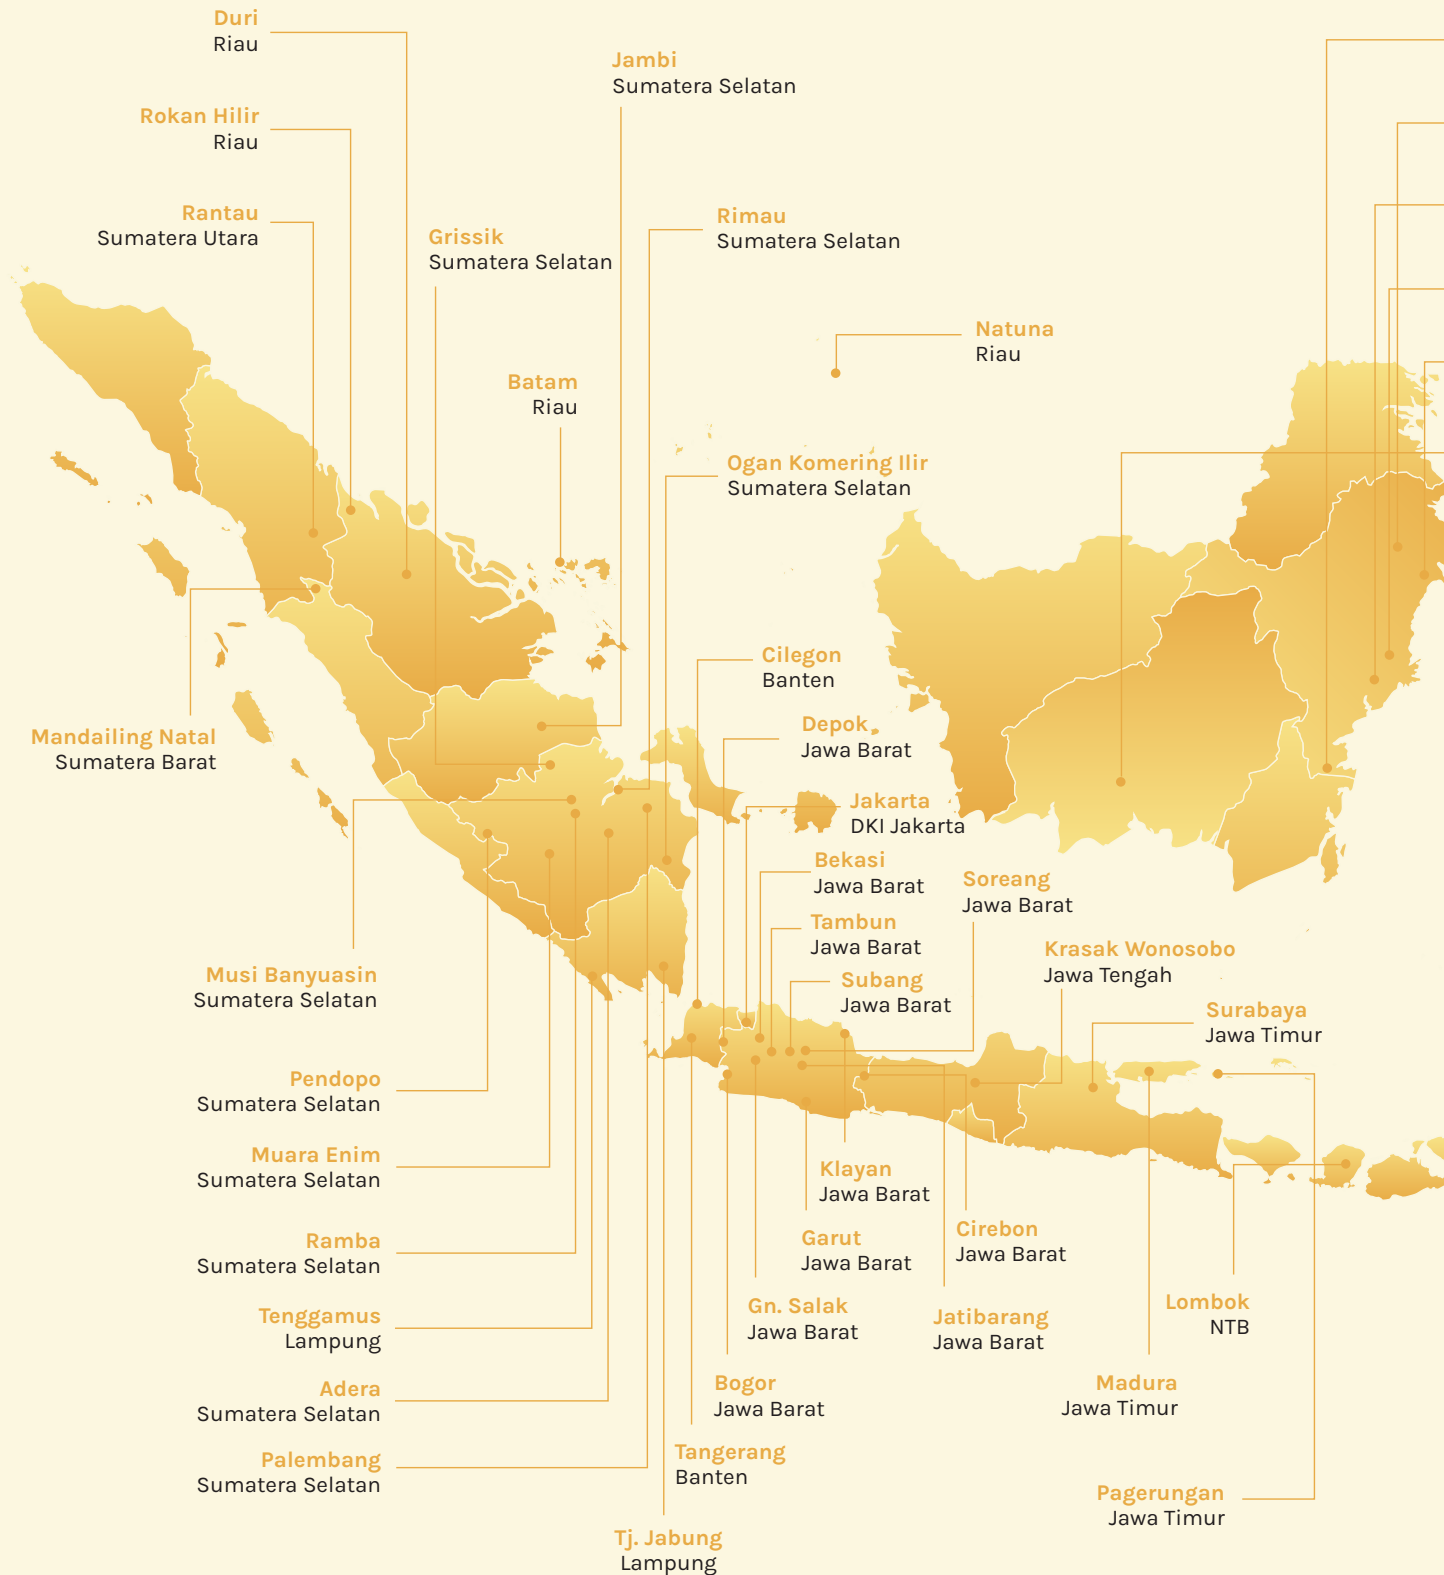 Duri
Riau
Jambi
Sumatera Selatan
Rokan Hilir
Riau
Rantau
Sumatera Utara
Grissik
Sumatera Selatan
Rimau
Sumatera Selatan
Natuna
Riau
Batam
Riau
Ogan Komering Ilir
Sumatera Selatan
Cilegon
Banten
Mandailing Natal
Sumatera Barat
Depok
Jawa Barat
Jakarta
DKI Jakarta
Bekasi
Jawa Barat
Soreang
Jawa Barat
Tambun
Jawa Barat
Krasak Wonosobo
Jawa Tengah
Musi Banyuasin
Sumatera Selatan
Subang
Jawa Barat
Surabaya
Jawa Timur
Pendopo
Sumatera Selatan
Muara Enim
Sumatera Selatan
Klayan
Jawa Barat
Ramba
Sumatera Selatan
Garut
Jawa Barat
Cirebon
Jawa Barat
Tenggamus
Lampung
Gn. Salak
Jawa Barat
Jatibarang
Jawa Barat
Lombok
NTB
Adera
Sumatera Selatan
Bogor
Jawa Barat
Madura
Jawa Timur
Palembang
Sumatera Selatan
Tangerang
Banten
Pagerungan
Jawa Timur
Tj. Jabung
Lampung